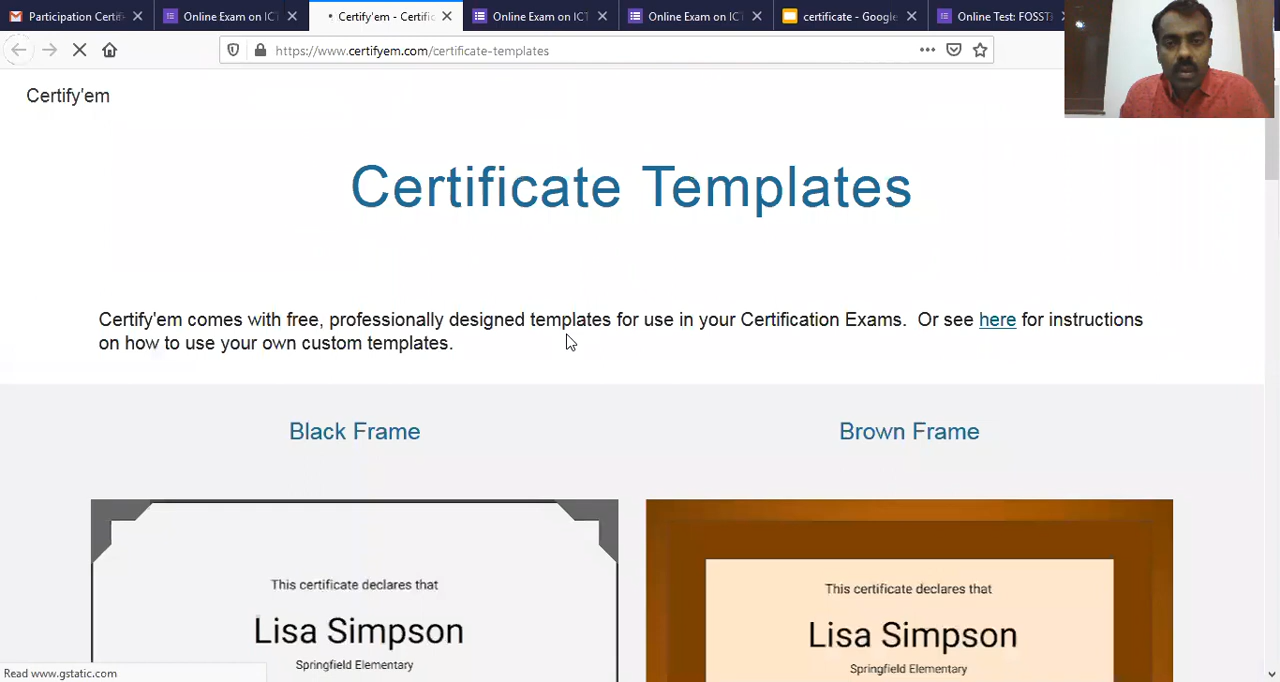 Participation Certif
Online Exam on ICT
Certify'em - Certific
Online Exam on ICT
Online Exam on ICT
certificate - Google
Online Test: FOSST
https://www.certifyem.com/certificate-templates
Certify'em
Certificate Templates
Certify'em comes with free, professionally designed templates for use in your Certification Exams. Or see here for instructions
on how to use your own custom templates.
Black Frame
Brown Frame
This certificate declares that
Lisa Simpson
Springfield Elementary
This certificate declares that
Lisa Simpson
Springfield Elementary
Read www.gstatic.com